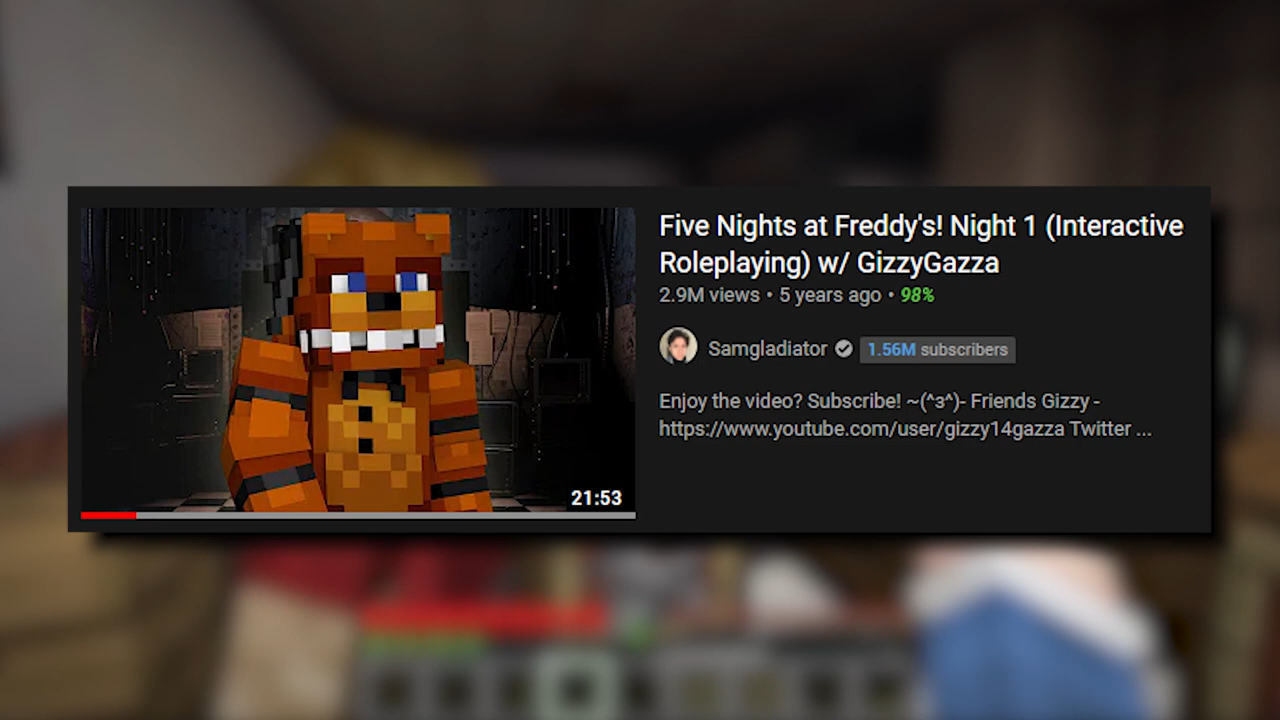 Five Nights at Freddy's! Night 1 (Interactive
Roleplaying) w/ GizzyGazza
2.9M views • 5 years ago • 98%
Samgladiator
1.56M subscribers
Enjoy the video? Subscribe! ~(^з^)- Friends Gizzy -
https://www.youtube.com/user/gizzy14gazza Twitter ...
21:53